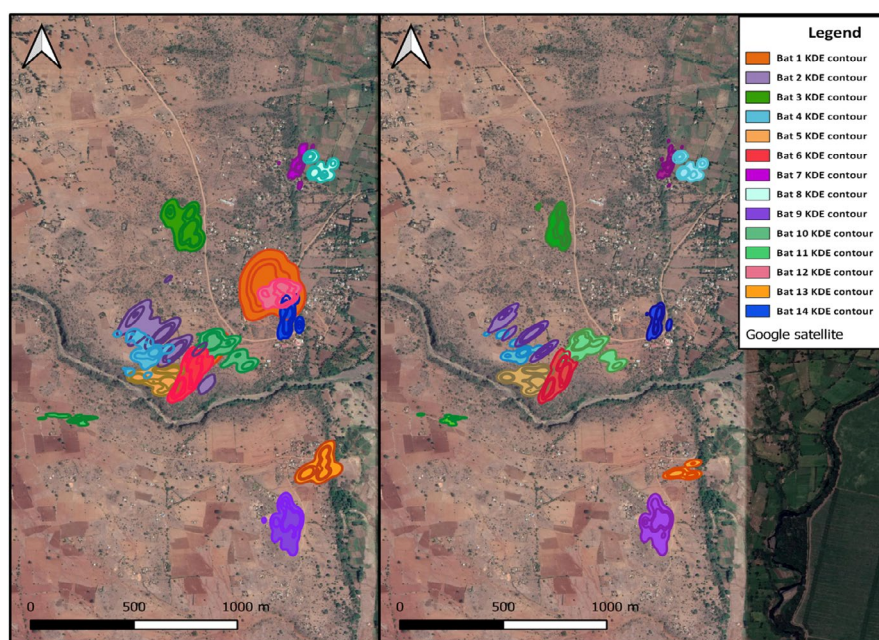 Legend
Bat 1 KDE contour
Bat 2 KDE contour
Bat 3 KDE contour
Bat 4 KDE contour
Bat 5 KDE contour
Bat 6 KDE contour
Bat 7 KDE contour
Bat 8 KDE contour
Bat 9 KDE contour
Bat 10 KDE contour
Bat 11 KDE contour
Bat 12 KDE contour
Bat 13 KDE contour
Bat 14 KDE contour
Google satellite
0 500 1000 m
0 500 1000 m